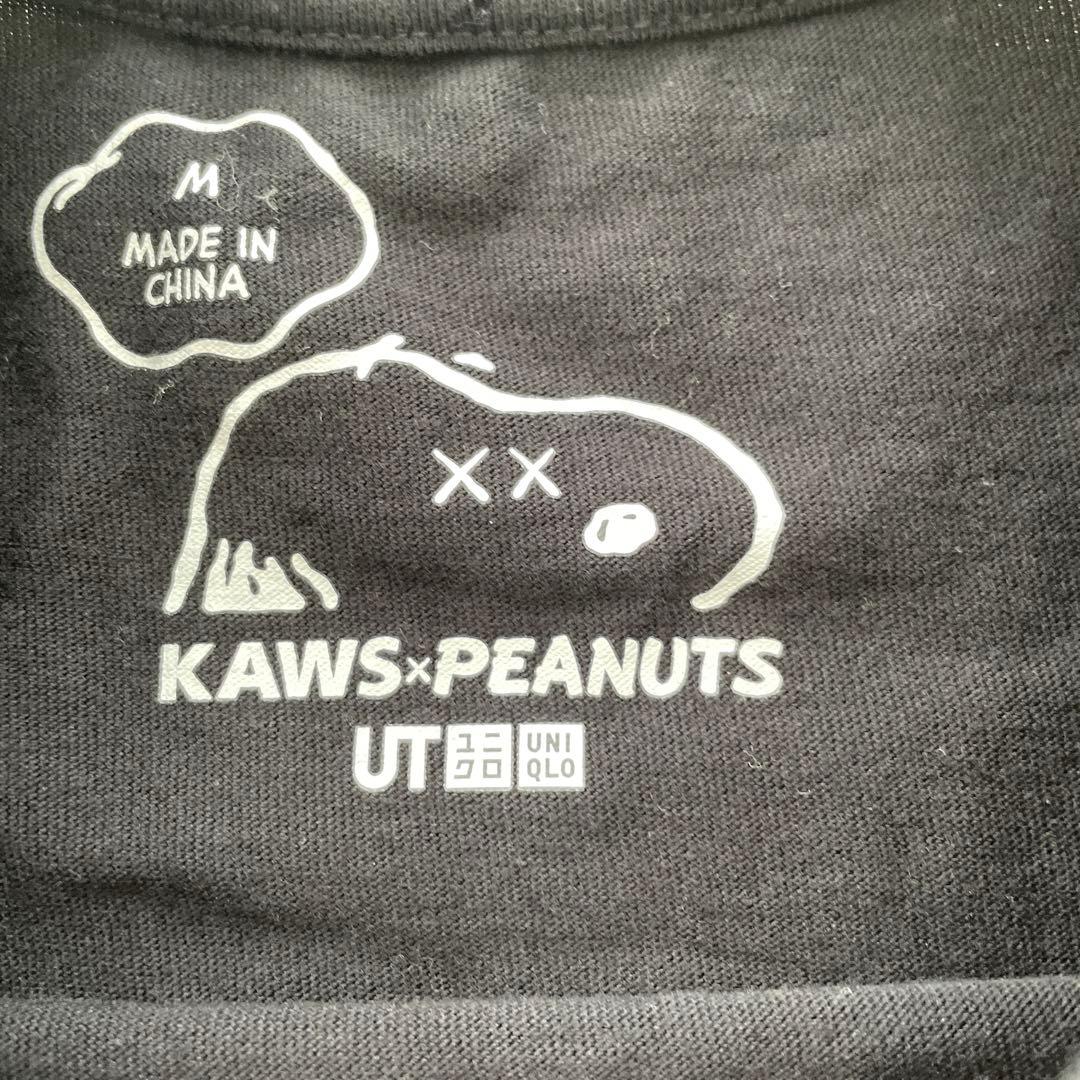 M
MADE IN
CHINA
KAWS×PEANUTS
UT ユニクロ UNIQLO